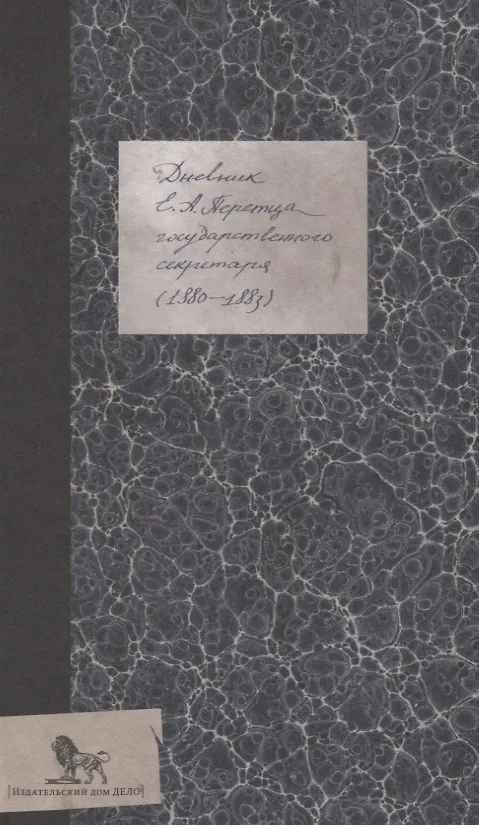 Дневник
Е. А. Перетца
государственного
секретаря
(1880–1883)
[Издательский дом ДЕЛО]